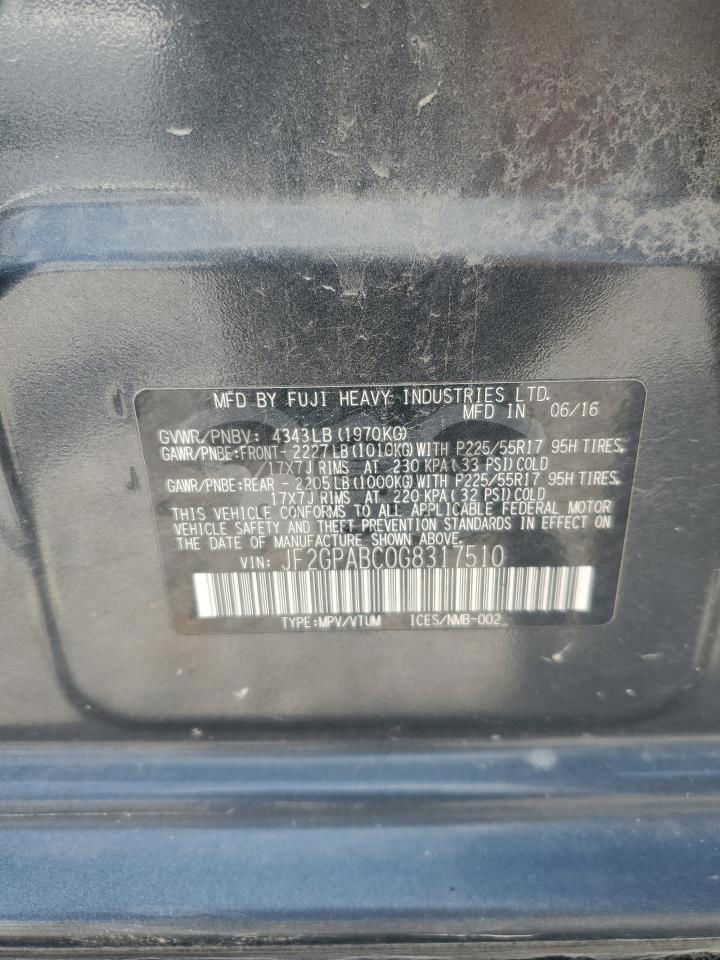 MFD BY FUJI HEAVY INDUSTRIES LTD.
MFD IN 06/16
GVWR/PNBV: 4343LB(1970KG)
GAWR/PNBE:FRONT- 2227LB(1010KG)WITH P225/55R17 95H TIRES,
/17X7J RIMS AT 230 KPA(33 PSI)COLD
GAWR/PNBE:REAR - 2205LB(1000KG)WITH P225/55R17 95H TIRES,
17X7J RIMS AT 220 KPA(32 PSI)COLD
THIS VEHICLE CONFORMS TO ALL APPLICABLE FEDERAL MOTOR
VEHICLE SAFETY AND THEFT PREVENTION STANDARDS IN EFFECT ON
THE DATE OF MANUFACTURE SHOWN ABOVE.
VIN: JF2GPABC0G8317510
TYPE:MPV/VTUM ICES/NMB-002